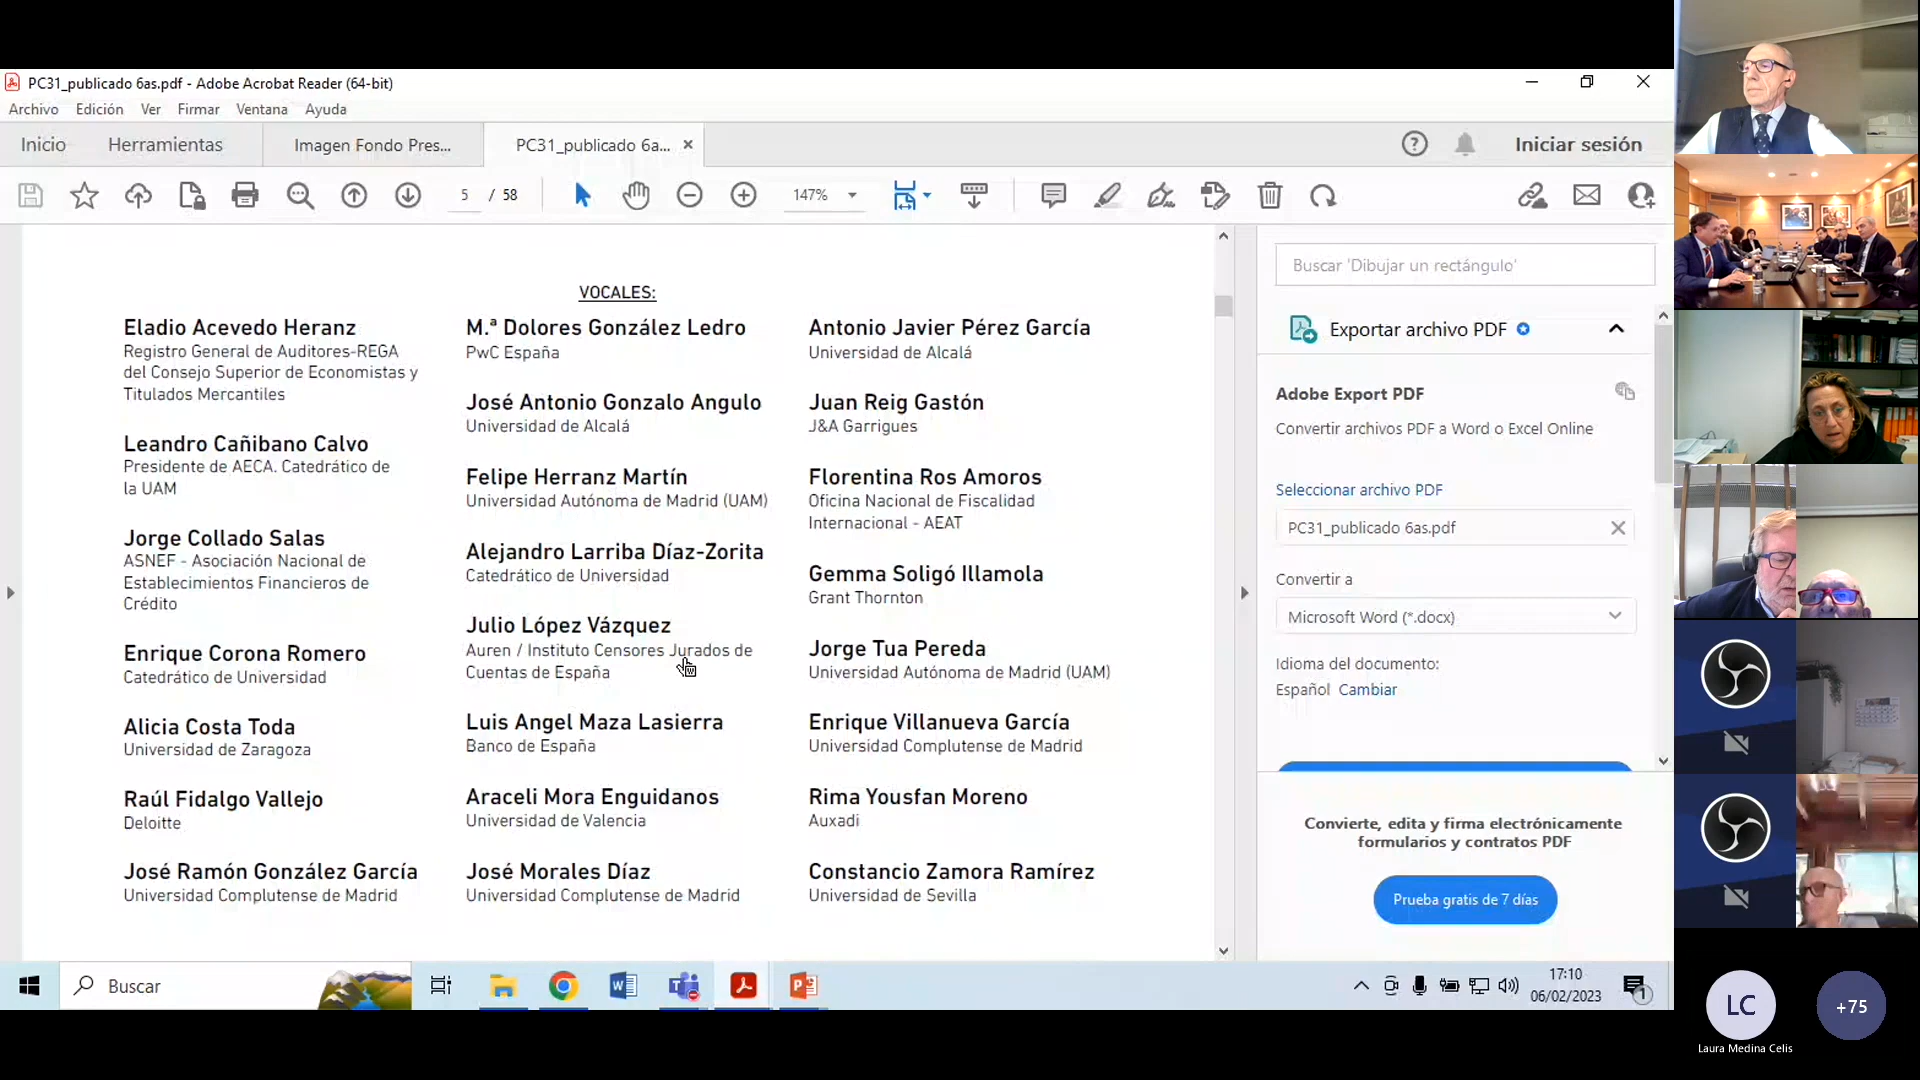 PC31_publicado 6as.pdf - Adobe Acrobat Reader (64-bit)
Archivo Edición Ver Firmar Ventana Ayuda
Inicio Herramientas Imagen Fondo Pres... PC31_publicado 6a... Iniciar sesión
5 / 58 147%
VOCALES:
Eladio Acevedo Heranz
Registro General de Auditores-REGA
del Consejo Superior de Economistas y
Titulados Mercantiles
Leandro Cañibano Calvo
Presidente de AECA. Catedrático de
la UAM
Jorge Collado Salas
ASNEF - Asociación Nacional de
Establecimientos Financieros de
Crédito
Enrique Corona Romero
Catedrático de Universidad
Alicia Costa Toda
Universidad de Zaragoza
Raúl Fidalgo Vallejo
Deloitte
José Ramón González García
Universidad Complutense de Madrid
M.ª Dolores González Ledro
PwC España
José Antonio Gonzalo Angulo
Universidad de Alcalá
Felipe Herranz Martín
Universidad Autónoma de Madrid (UAM)
Alejandro Larriba Díaz-Zorita
Catedrático de Universidad
Julio López Vázquez
Auren / Instituto Censores Jurados de
Cuentas de España
Luis Angel Maza Lasierra
Banco de España
Araceli Mora Enguidanos
Universidad de Valencia
José Morales Díaz
Universidad Complutense de Madrid
Antonio Javier Pérez García
Universidad de Alcalá
Juan Reig Gastón
J&A Garrigues
Florentina Ros Amoros
Oficina Nacional de Fiscalidad
Internacional - AEAT
Gemma Soligó Illamola
Grant Thornton
Jorge Tua Pereda
Universidad Autónoma de Madrid (UAM)
Enrique Villanueva García
Universidad Complutense de Madrid
Rima Yousfan Moreno
Auxadi
Constancio Zamora Ramírez
Universidad de Sevilla
Buscar 'Dibujar un rectángulo'
Exportar archivo PDF
Adobe Export PDF
Convertir archivos PDF a Word o Excel Online
Seleccionar archivo PDF
PC31_publicado 6as.pdf
Convertir a
Microsoft Word (*.docx)
Idioma del documento:
Español Cambiar
Convierte, edita y firma electrónicamente
formularios y contratos PDF
Prueba gratis de 7 días
Buscar
17:10
06/02/2023
1
LC
Laura Medina Celis
+75